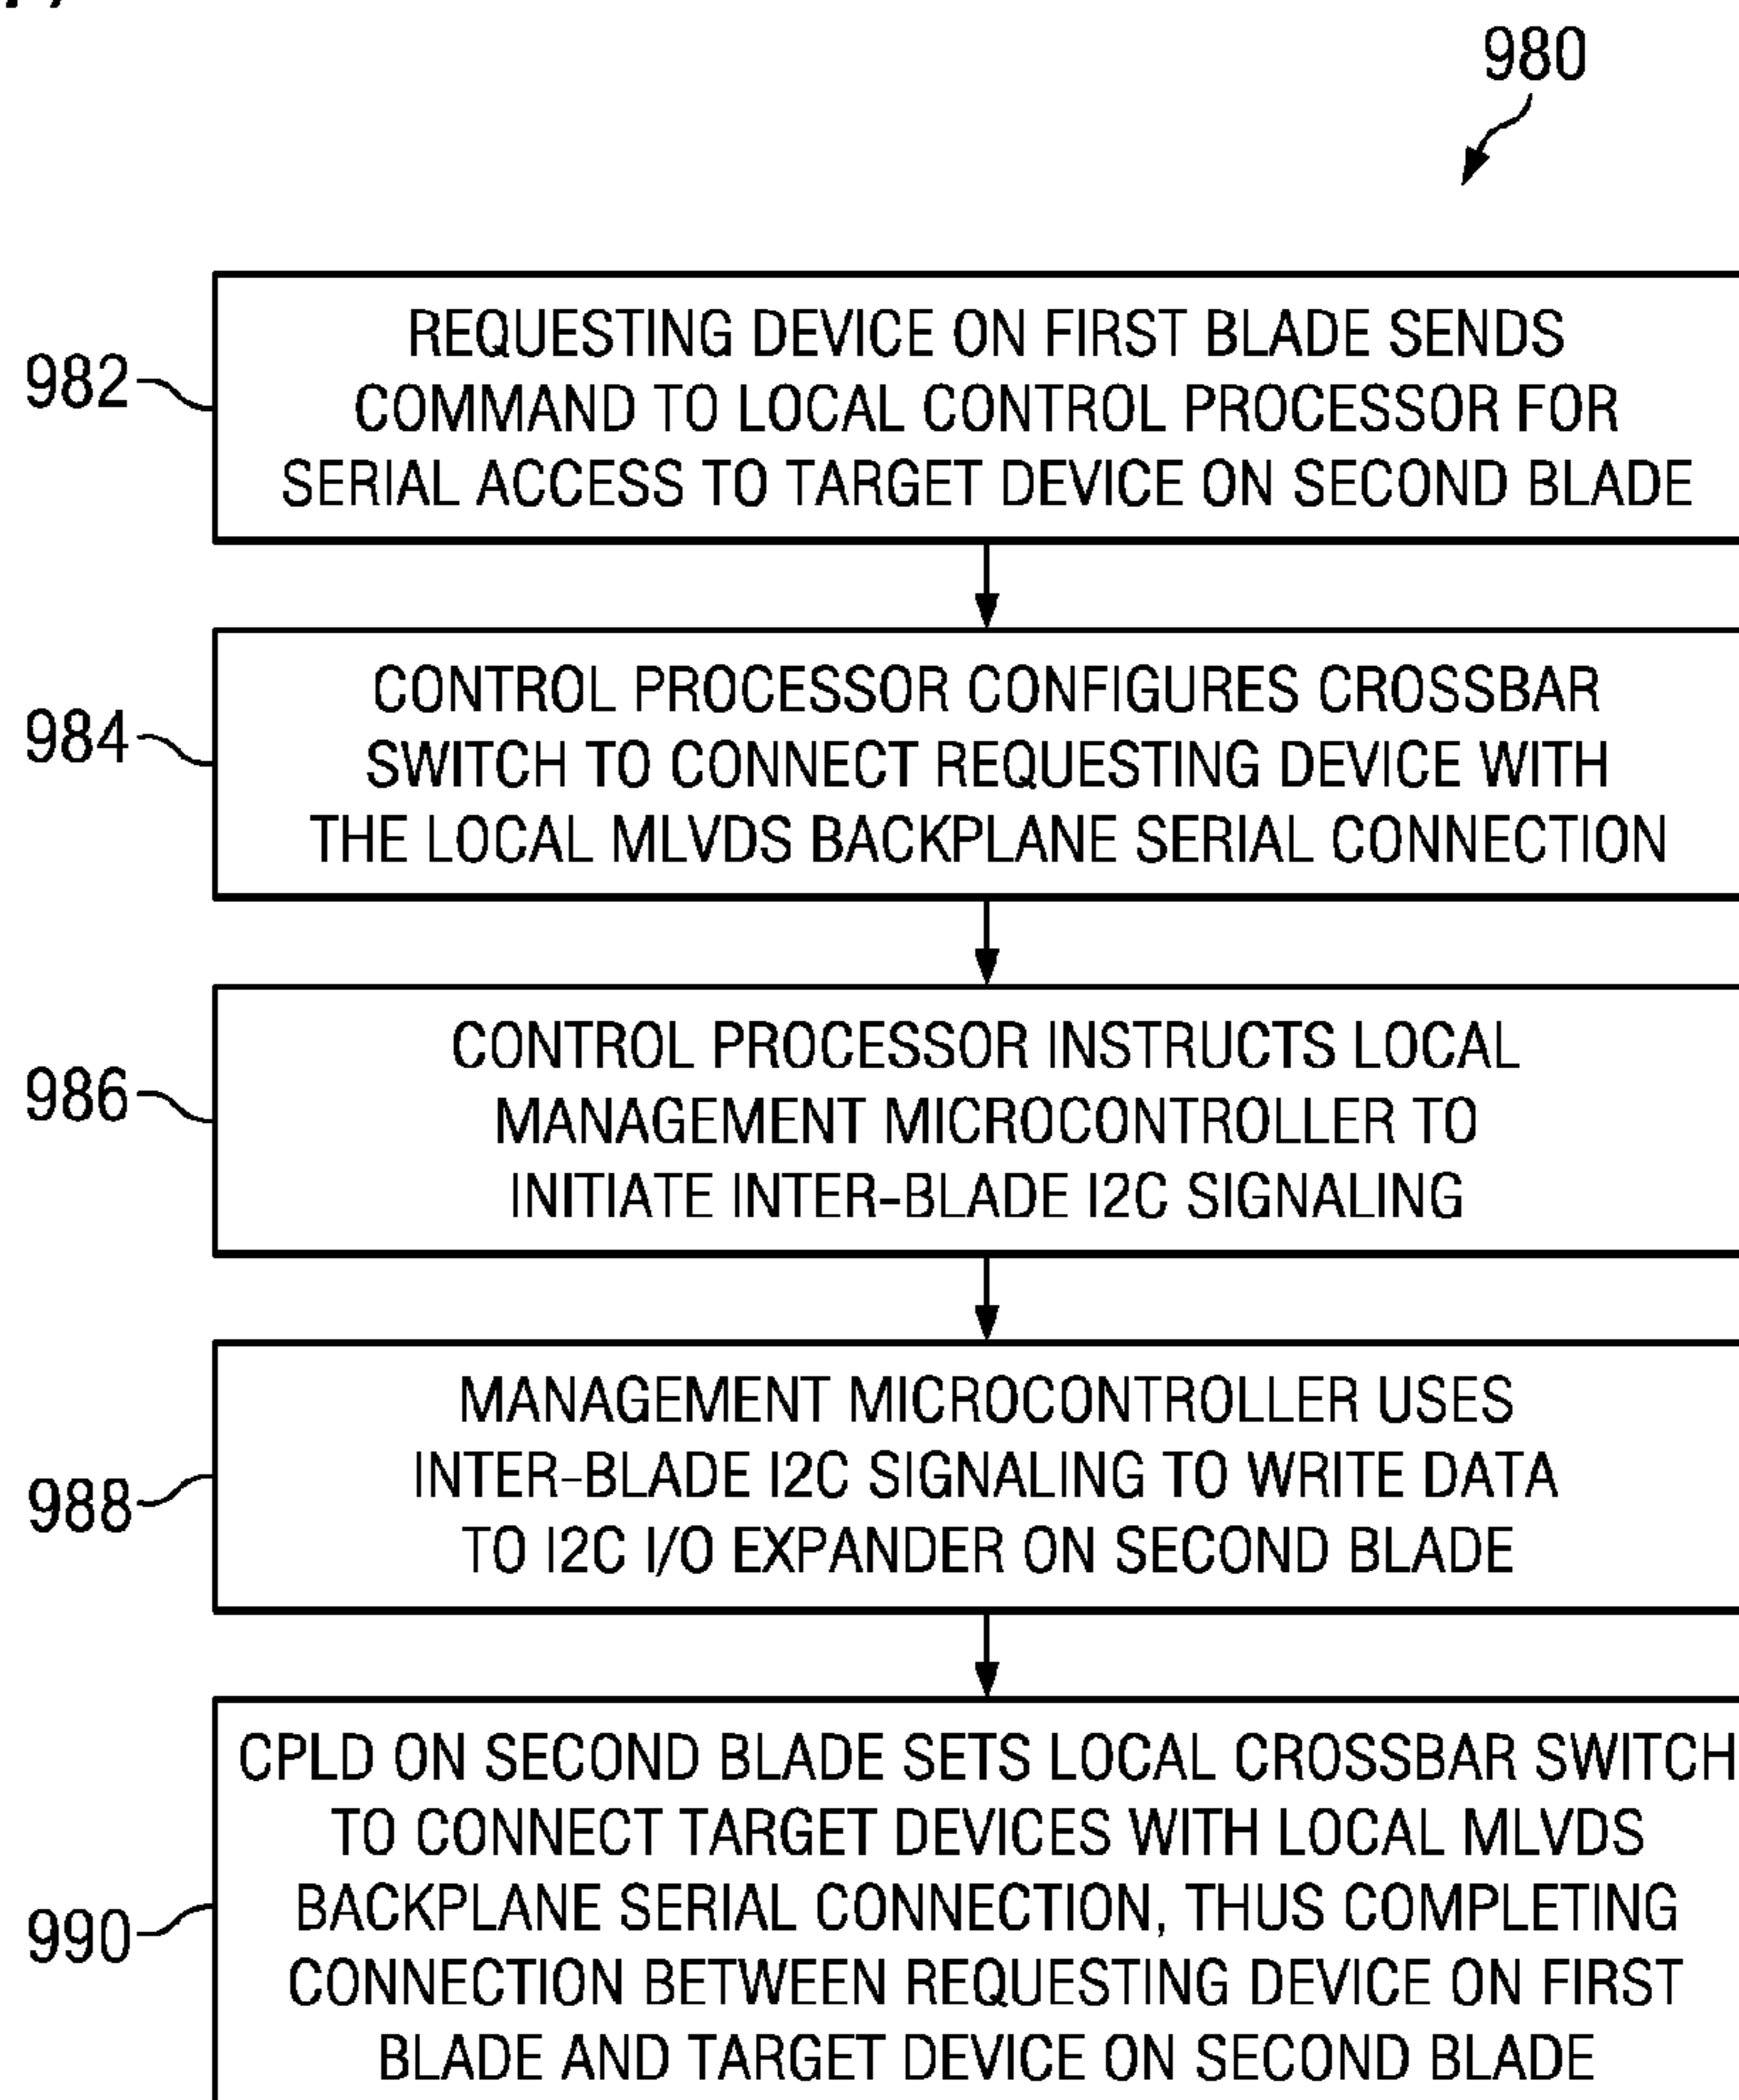 980
982
REQUESTING DEVICE ON FIRST BLADE SENDS
COMMAND TO LOCAL CONTROL PROCESSOR FOR
SERIAL ACCESS TO TARGET DEVICE ON SECOND BLADE
984
CONTROL PROCESSOR CONFIGURES CROSSBAR
SWITCH TO CONNECT REQUESTING DEVICE WITH
THE LOCAL MLVDS BACKPLANE SERIAL CONNECTION
986
CONTROL PROCESSOR INSTRUCTS LOCAL
MANAGEMENT MICROCONTROLLER TO
INITIATE INTER-BLADE I2C SIGNALING
988
MANAGEMENT MICROCONTROLLER USES
INTER-BLADE I2C SIGNALING TO WRITE DATA
TO I2C I/O EXPANDER ON SECOND BLADE
990
CPLD ON SECOND BLADE SETS LOCAL CROSSBAR SWITCH
TO CONNECT TARGET DEVICES WITH LOCAL MLVDS
BACKPLANE SERIAL CONNECTION, THUS COMPLETING
CONNECTION BETWEEN REQUESTING DEVICE ON FIRST
BLADE AND TARGET DEVICE ON SECOND BLADE